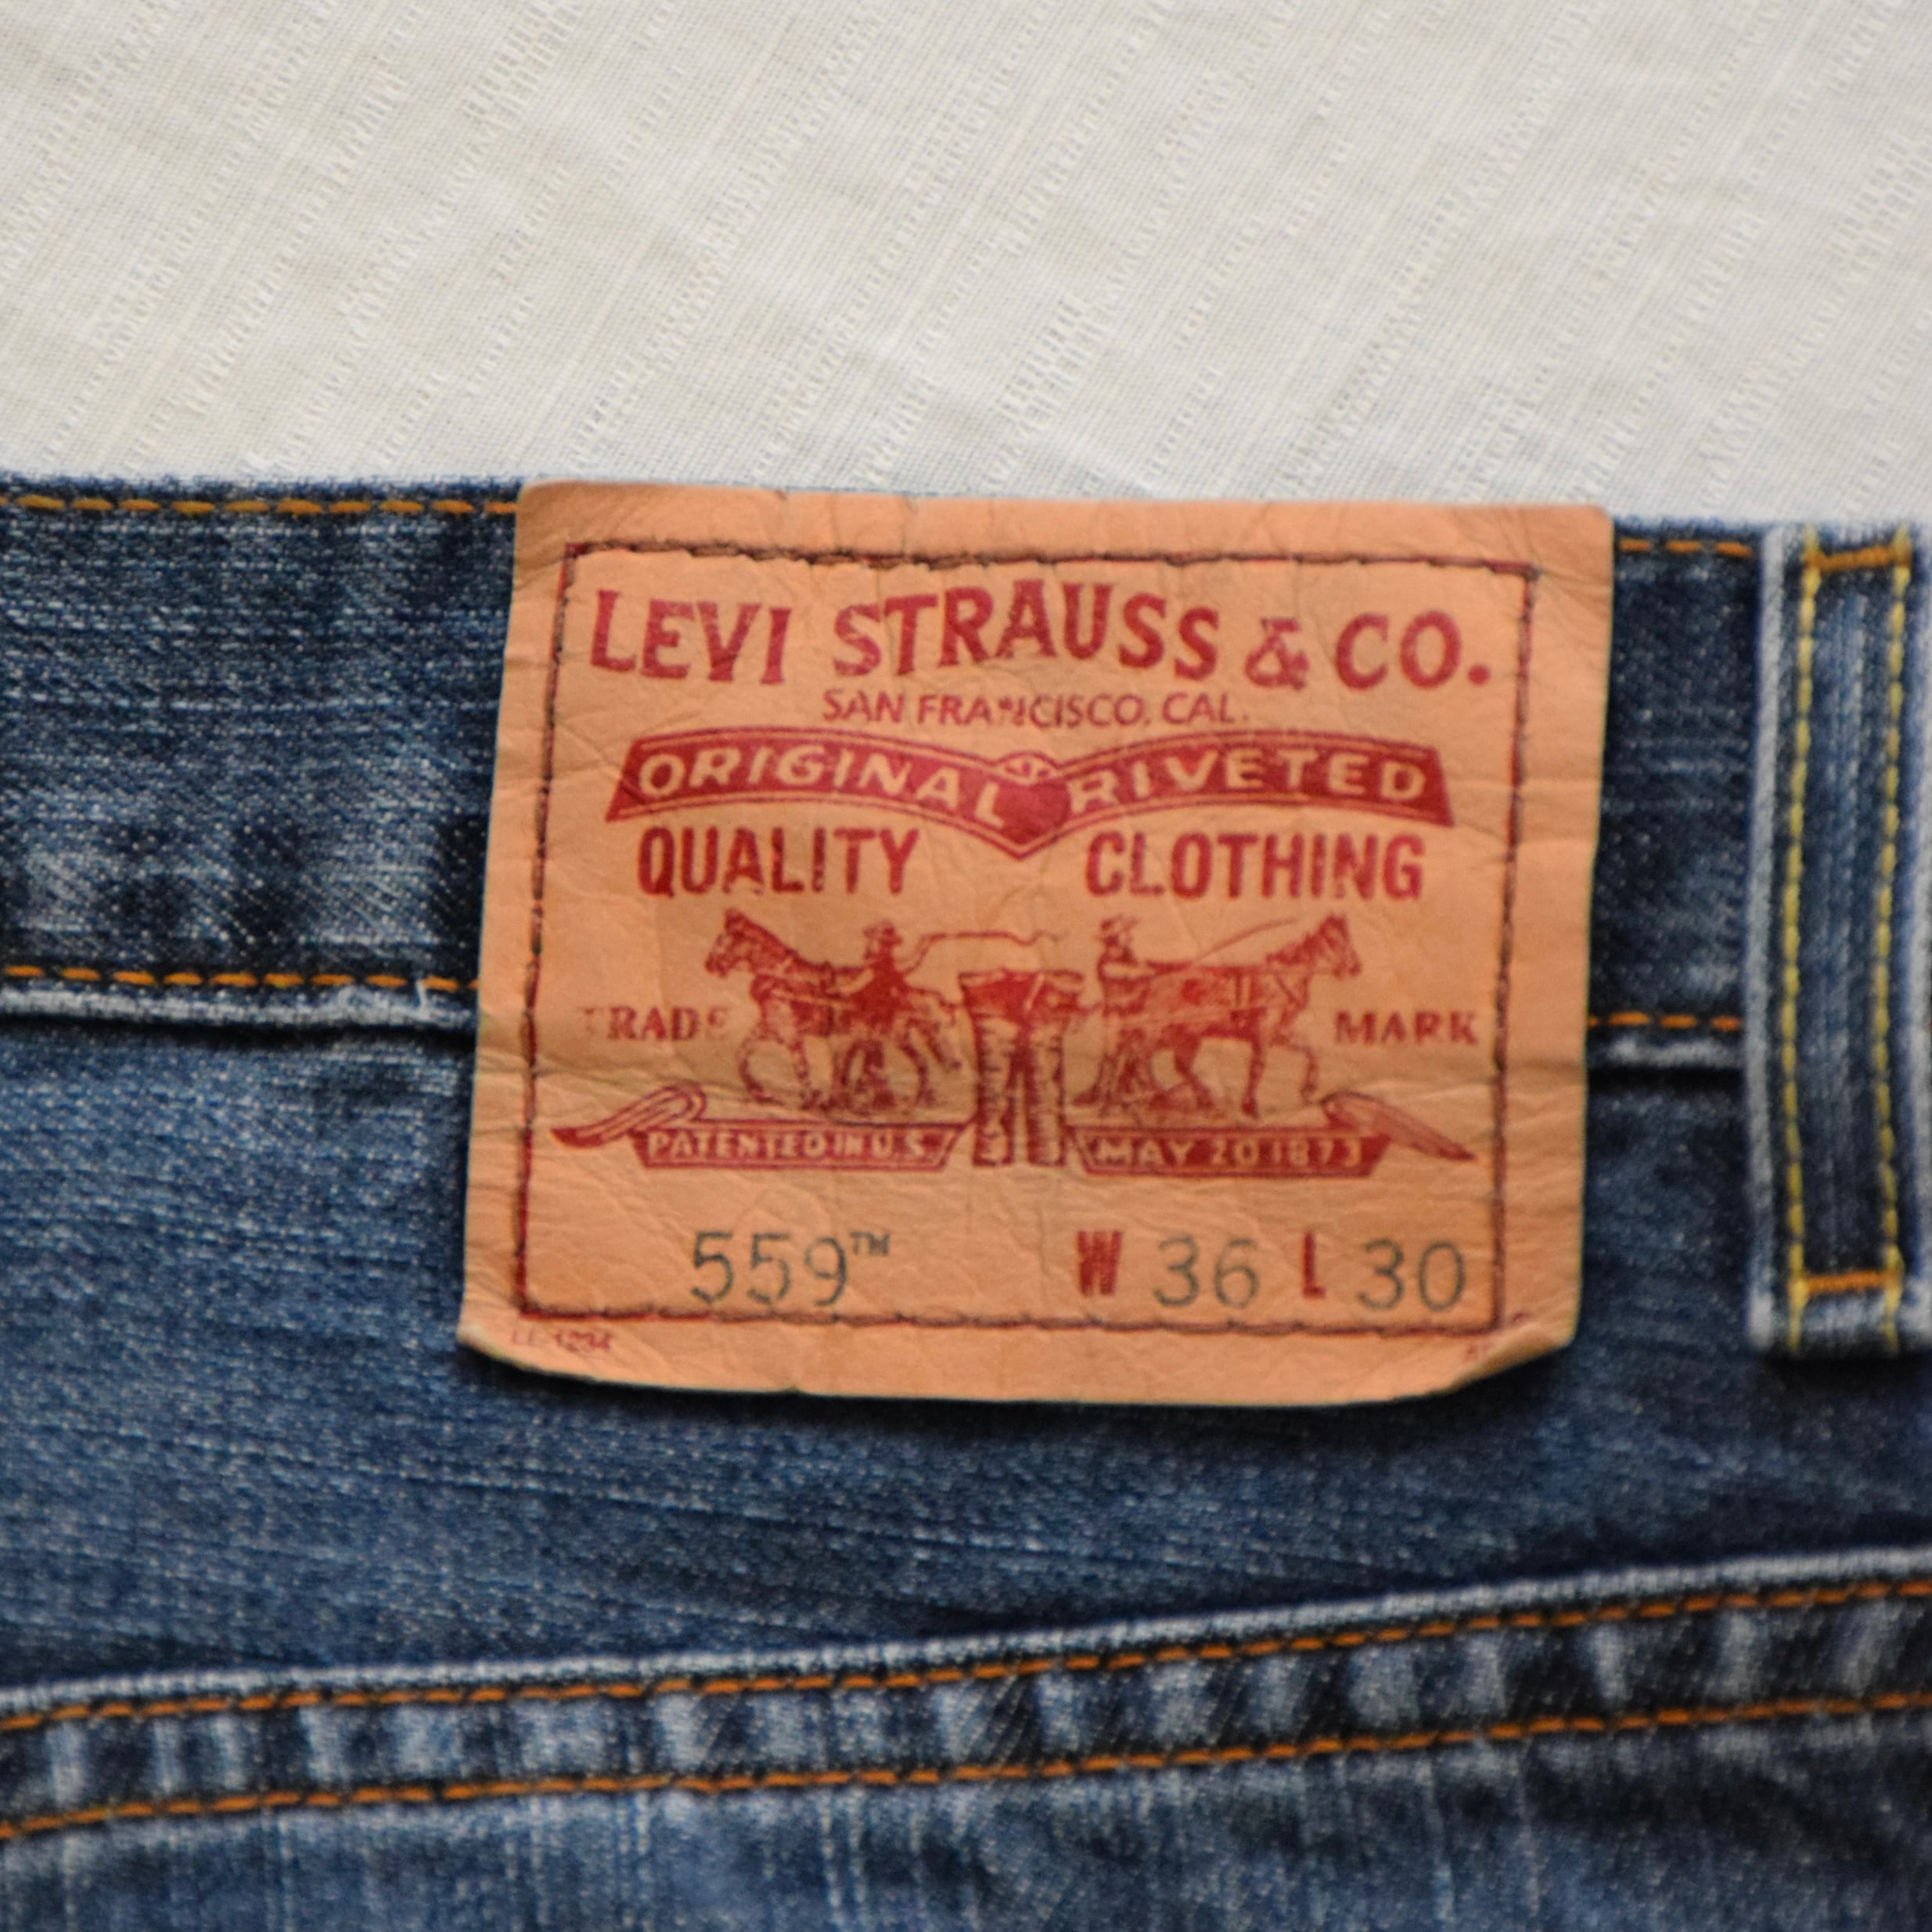 LEVI STRAUSS & CO.
SAN FRANCISCO, CAL.
ORIGINAL RIVETED
QUALITY CLOTHING
TRADE MARK
PATENTED IN U.S. MAY 20 1873
559™ W 36 L 30